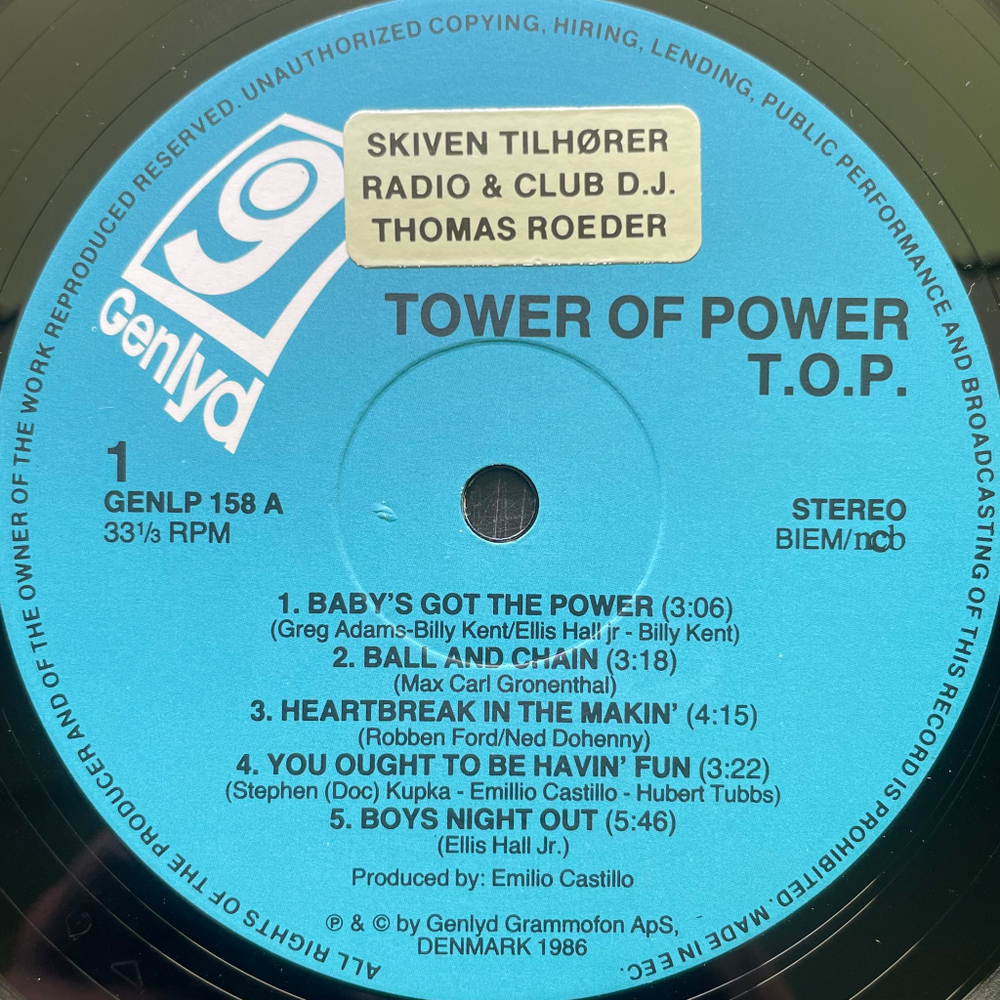 ALL RIGHTS OF THE PRODUCER AND OF THE OWNER OF THE WORK REPRODUCED RESERVED. UNAUTHORIZED COPYING, HIRING, LENDING, PUBLIC PERFORMANCE AND BROADCASTING OF THIS RECORD IS PROHIBITED. MADE IN EEC.
g
Genlyd
SKIVEN TILHØRER
RADIO & CLUB D.J.
THOMAS ROEDER
TOWER OF POWER
T.O.P.
1
GENLP 158 A
33⅓ RPM
STEREO
BIEM/ncb
1. BABY'S GOT THE POWER (3:06)
(Greg Adams-Billy Kent/Ellis Hall jr - Billy Kent)
2. BALL AND CHAIN (3:18)
(Max Carl Gronenthal)
3. HEARTBREAK IN THE MAKIN' (4:15)
(Robben Ford/Ned Dohenny)
4. YOU OUGHT TO BE HAVIN' FUN (3:22)
(Stephen (Doc) Kupka - Emillio Castillo - Hubert Tubbs)
5. BOYS NIGHT OUT (5:46)
(Ellis Hall Jr.)
Produced by: Emilio Castillo
℗ & © by Genlyd Grammofon ApS,
DENMARK 1986